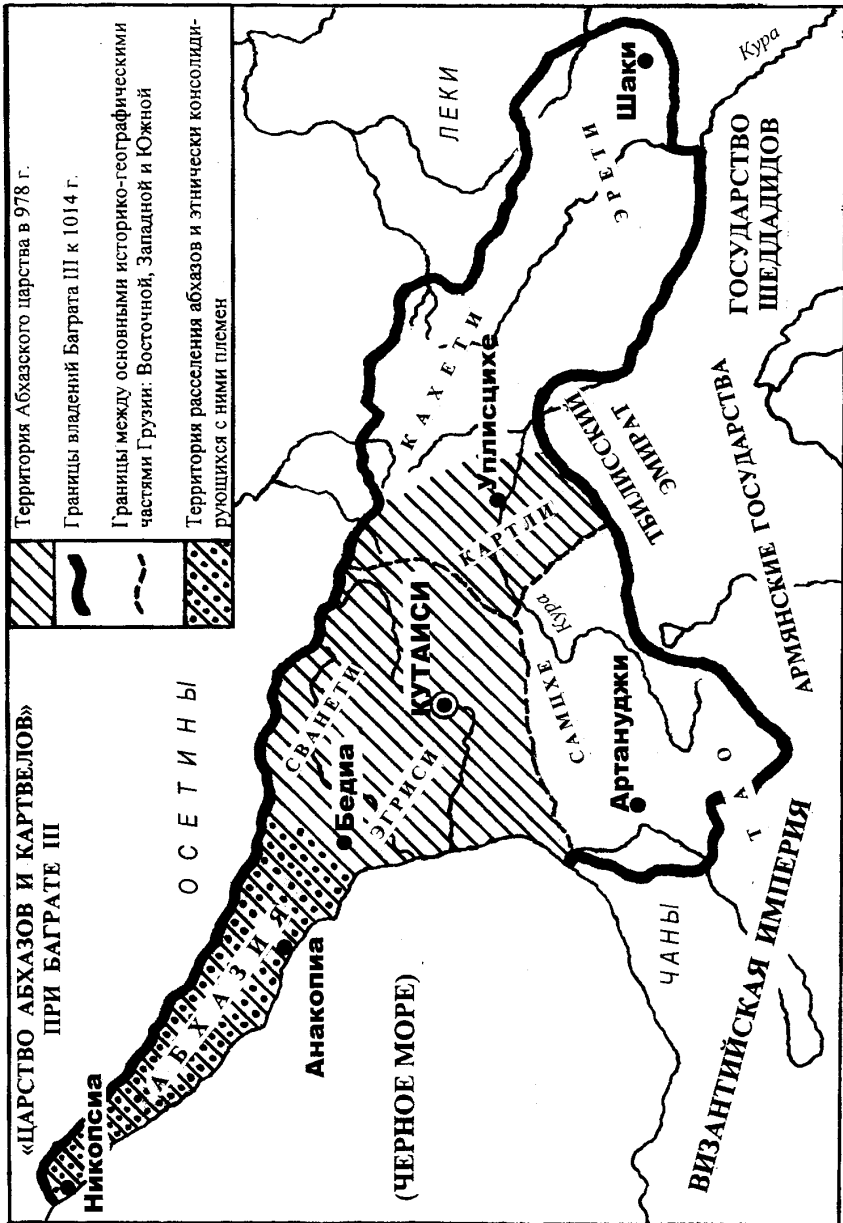 «ЦАРСТВО АБХАЗОВ И КАРТВЕЛОВ»
ПРИ БАГРАТЕ III
Территория Абхазского царства в 978 г.
Границы владений Баграта III к 1014 г.
Границы между основными историко-географическими
частями Грузии: Восточной, Западной и Южной
Территория расселения абхазов и этнически консолиди-
рующихся с ними племен
ОСЕТИНЫ
ЛЕКИ
Никопсиа
АБХАЗИЯ
Анакопиа
СВАНЕТИ
Бедиа
ЭГРИСИ
КУТАИСИ
КАХЕТИ
ЭРЕТИ
Шаки
Кура
Уплисцихе
КАРТЛИ
(ЧЕРНОЕ МОРЕ)
САМЦХЕ
Кура
Артануджи
ТАО
ЧАНЫ
ТБИЛИССКИЙ
ЭМИРАТ
ГОСУДАРСТВО
ШЕДДАДИДОВ
АРМЯНСКИЕ ГОСУДАРСТВА
ВИЗАНТИЙСКАЯ ИМПЕРИЯ